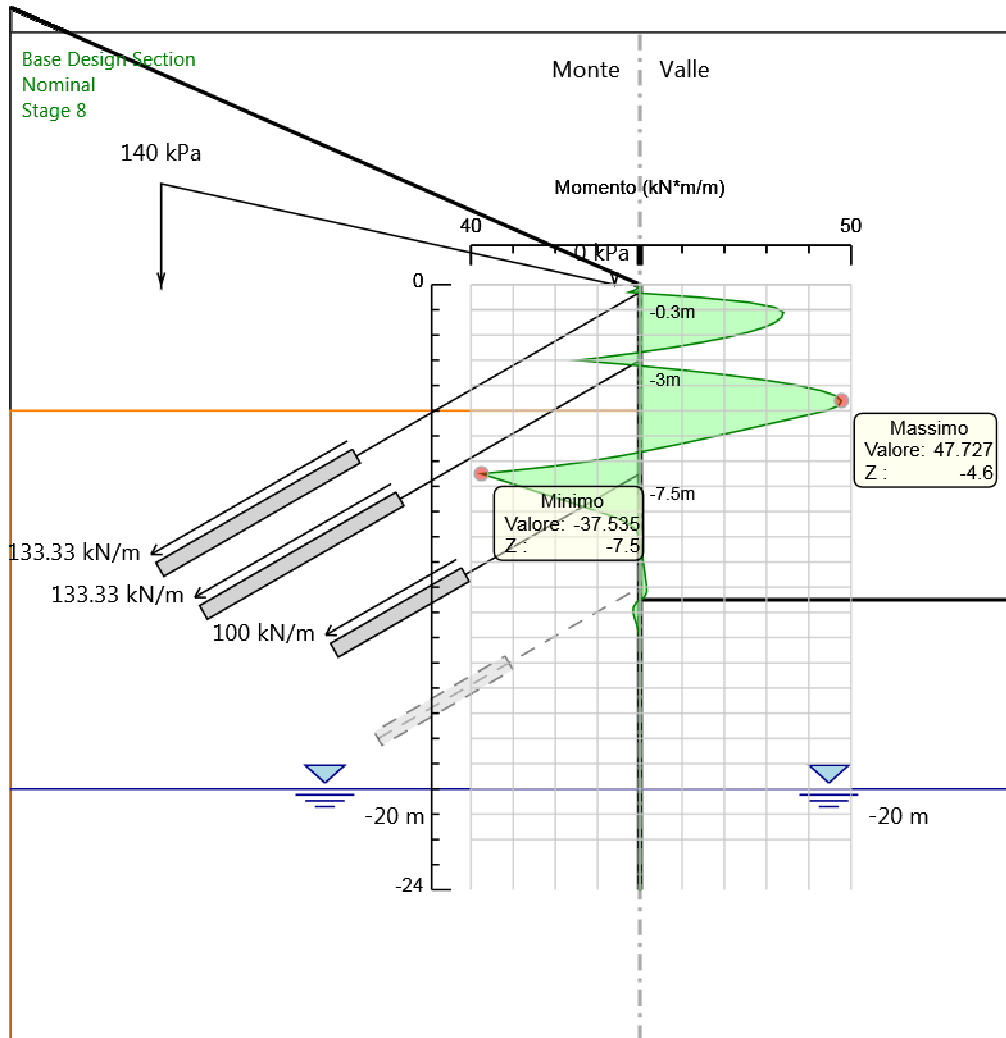 Base Design Section
Nominal
Stage 8
Monte
Valle
140 kPa
Momento (kN*m/m)
40
50
0 kPa
0
-0.3m
-3m
Massimo
Valore: 47.727
Z : -4.6
-7.5m
Minimo
Valore: -37.535
Z : -7.5
133.33 kN/m
133.33 kN/m
100 kN/m
-20 m
-20 m
-24